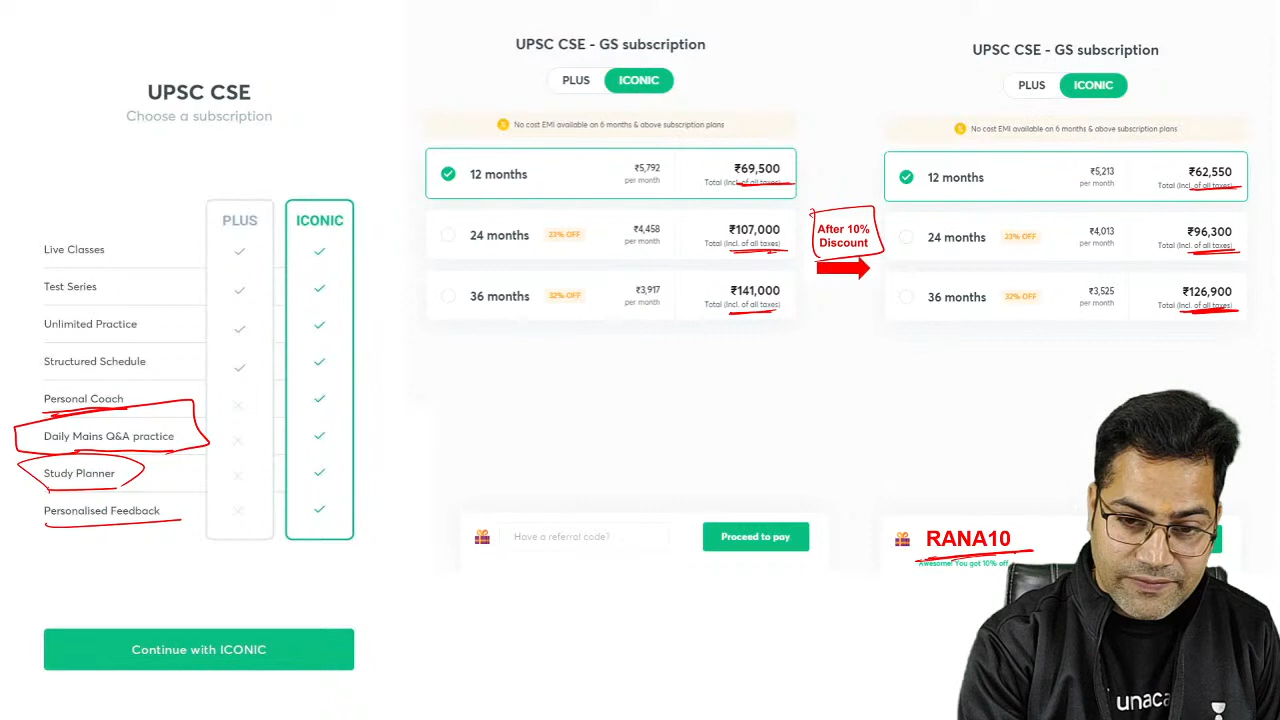 UPSC CSE
Choose a subscription
PLUS
ICONIC
Live Classes
Test Series
Unlimited Practice
Structured Schedule
Personal Coach
Daily Mains Q&A practice
Study Planner
Personalised Feedback
Continue with ICONIC
UPSC CSE - GS subscription
PLUS
ICONIC
No cost EMI available on 6 months & above subscription plans
12 months
₹5,792
per month
₹69,500
Total (Incl. of all taxes)
24 months
23% OFF
₹4,458
per month
₹107,000
Total (Incl. of all taxes)
36 months
32% OFF
₹3,917
per month
₹141,000
Total (Incl. of all taxes)
Have a referral code?
Proceed to pay
After 10%
Discount
UPSC CSE - GS subscription
PLUS
ICONIC
No cost EMI available on 6 months & above subscription plans
12 months
₹5,213
per month
₹62,550
Total (Incl. of all taxes)
24 months
23% OFF
₹4,013
per month
₹96,300
Total (Incl. of all taxes)
36 months
32% OFF
₹3,525
per month
₹126,900
Total (Incl. of all taxes)
RANA10
Awesome! You got 10% off
unaca